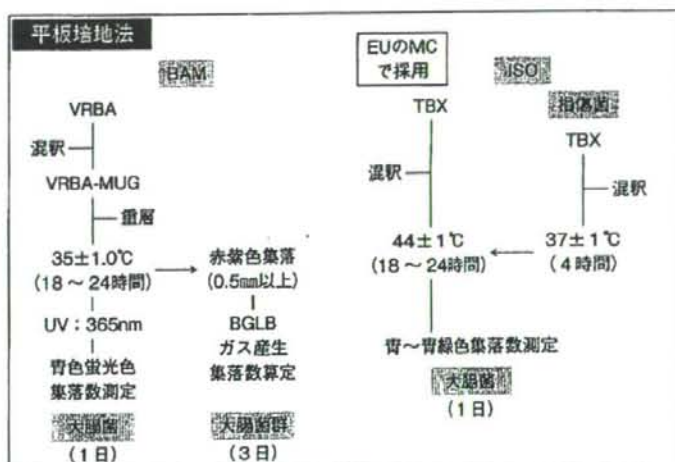 平板培地法
BAM
VRBA
混釈
VRBA-MUG
重層
35±1.0℃
(18～24時間)
UV：365nm
青色蛍光色
集落数測定
大腸菌
(1日)
赤紫色集落
(0.5㎜以上)
BGLB
ガス産生
集落数算定
大腸菌群
(3日)
EUのMC
で採用
ISO
TBX
混釈
44±1℃
(18～24時間)
青～青緑色集落数測定
大腸菌
(1日)
損傷菌
TBX
混釈
37±1℃
(4時間)